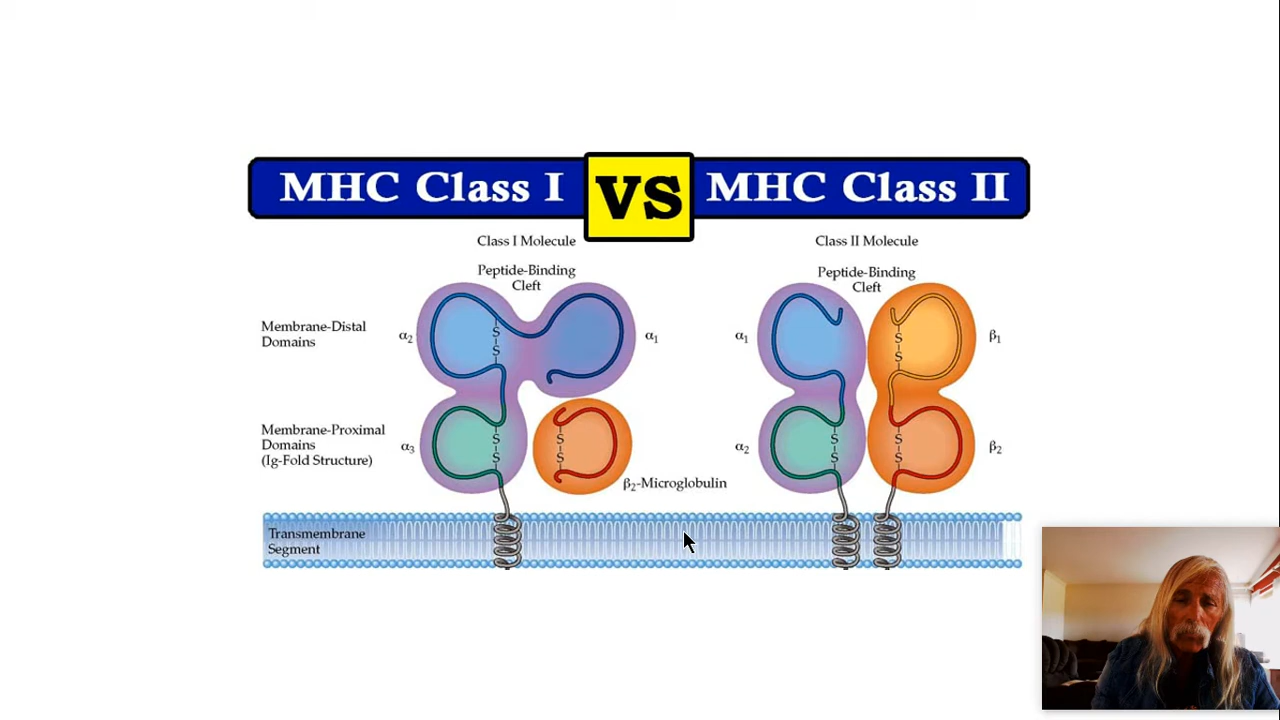 MHC Class I
VS
MHC Class II
Class I Molecule
Peptide-Binding
Cleft
Membrane-Distal
Domains
α2
S
S
α1
Membrane-Proximal
Domains
(Ig-Fold Structure)
α3
S
S
S
S
β2-Microglobulin
Class II Molecule
Peptide-Binding
Cleft
α1
S
S
β1
α2
S
S
S
S
β2
Transmembrane
Segment